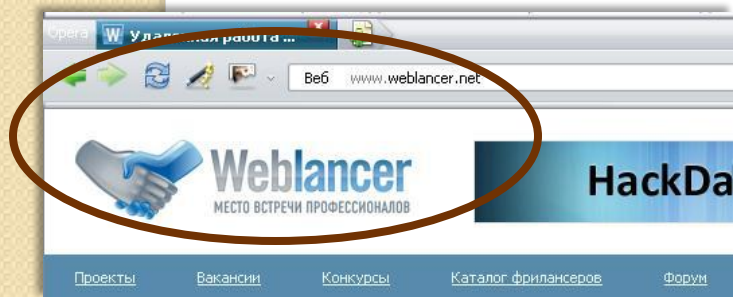 Opera W Удаленная работа ...
Веб www.weblancer.net
Weblancer
МЕСТО ВСТРЕЧИ ПРОФЕССИОНАЛОВ
HackDa
Проекты Вакансии Конкурсы Каталог фрилансеров Форум